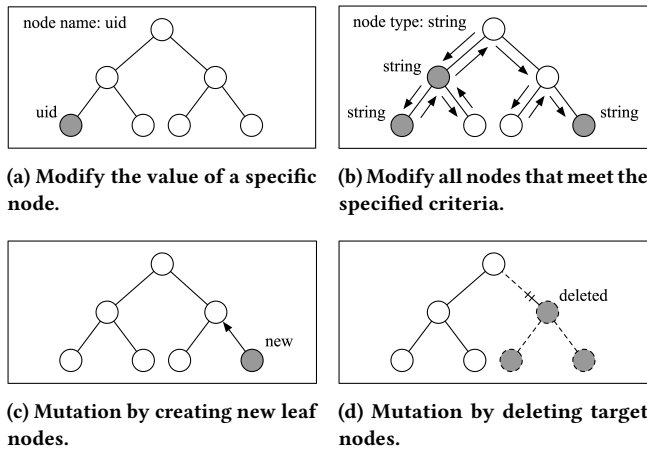 node name: uid
uid
(a) Modify the value of a specific
node.
node type: string
string
string
string
(b) Modify all nodes that meet the
specified criteria.
new
(c) Mutation by creating new leaf
nodes.
deleted
(d) Mutation by deleting target
nodes.